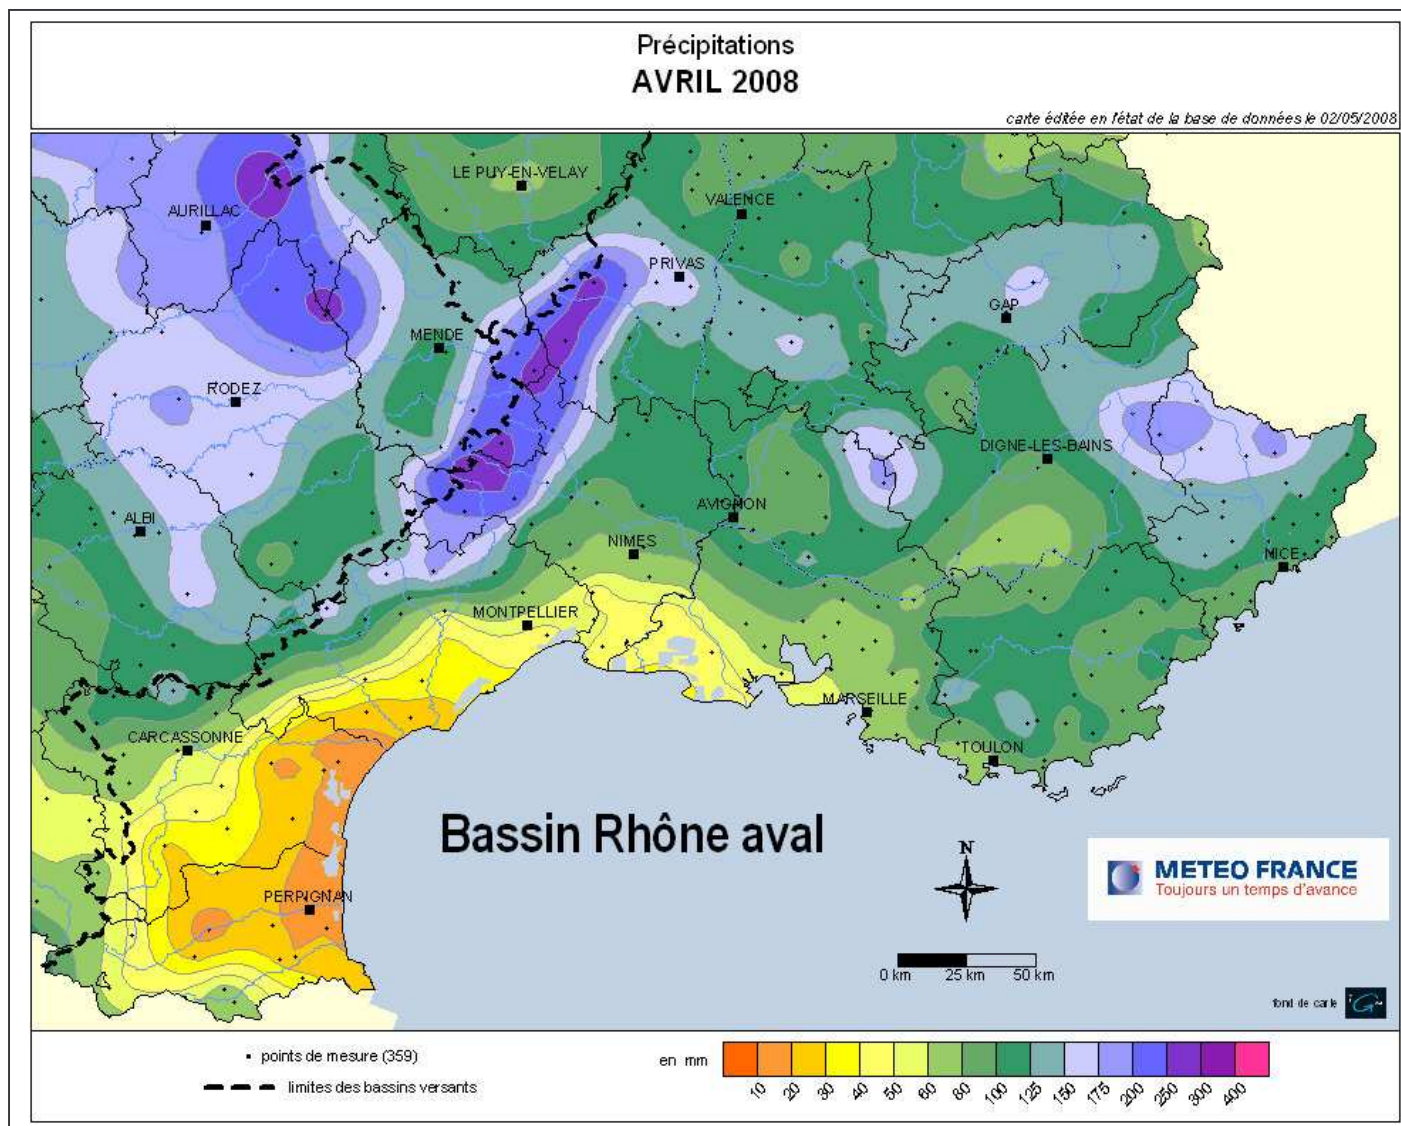 Précipitations
AVRIL 2008
carte éditée en l'état de la base de données le 02/05/2008
LE PUY-EN-VELAY
AURILLAC
VALENCE
PRIVAS
GAP
MENDE
RODEZ
DIGNE-LES-BAINS
AVIGNON
ALBI
NIMES
NICE
MONTPELLIER
MARSEILLE
CARCASSONNE
TOULON
Bassin Rhône aval
N
METEO FRANCE
Toujours un temps d'avance
PERPIGNAN
0 km 25 km 50 km
fond de carte
points de mesure (359)
en mm
limites des bassins versants
10 20 30 40 50 60 80 100 125 150 175 200 250 300 400